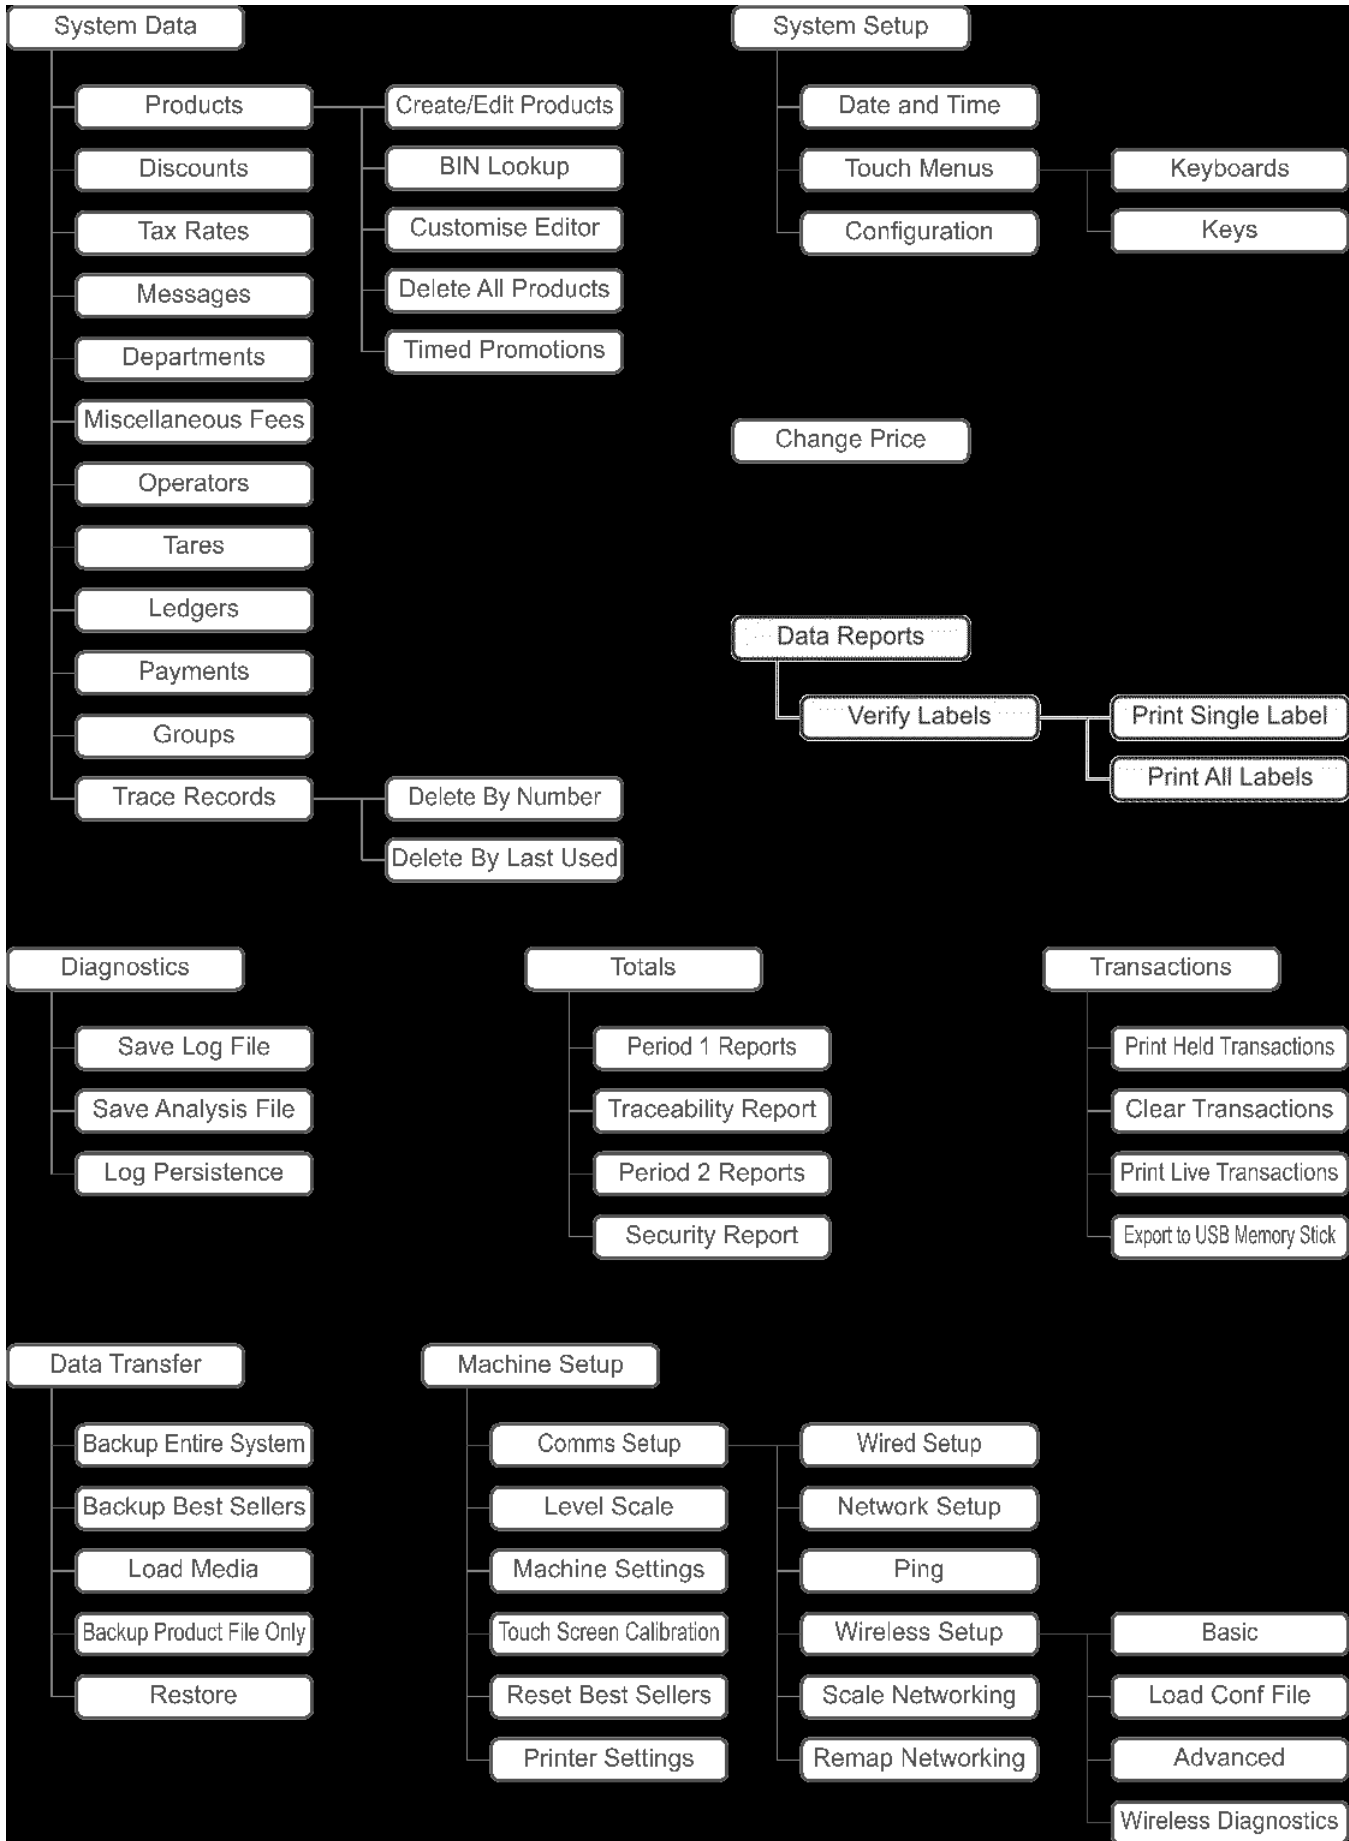 System Data
Products
Create/Edit Products
BIN Lookup
Customise Editor
Delete All Products
Timed Promotions
Discounts
Tax Rates
Messages
Departments
Miscellaneous Fees
Operators
Tares
Ledgers
Payments
Groups
Trace Records
Delete By Number
Delete By Last Used
System Setup
Date and Time
Touch Menus
Keyboards
Keys
Configuration
Change Price
Data Reports
Verify Labels
Print Single Label
Print All Labels
Diagnostics
Save Log File
Save Analysis File
Log Persistence
Totals
Period 1 Reports
Traceability Report
Period 2 Reports
Security Report
Transactions
Print Held Transactions
Clear Transactions
Print Live Transactions
Export to USB Memory Stick
Data Transfer
Backup Entire System
Backup Best Sellers
Load Media
Backup Product File Only
Restore
Machine Setup
Comms Setup
Wired Setup
Network Setup
Ping
Wireless Setup
Basic
Load Conf File
Advanced
Wireless Diagnostics
Scale Networking
Remap Networking
Level Scale
Machine Settings
Touch Screen Calibration
Reset Best Sellers
Printer Settings